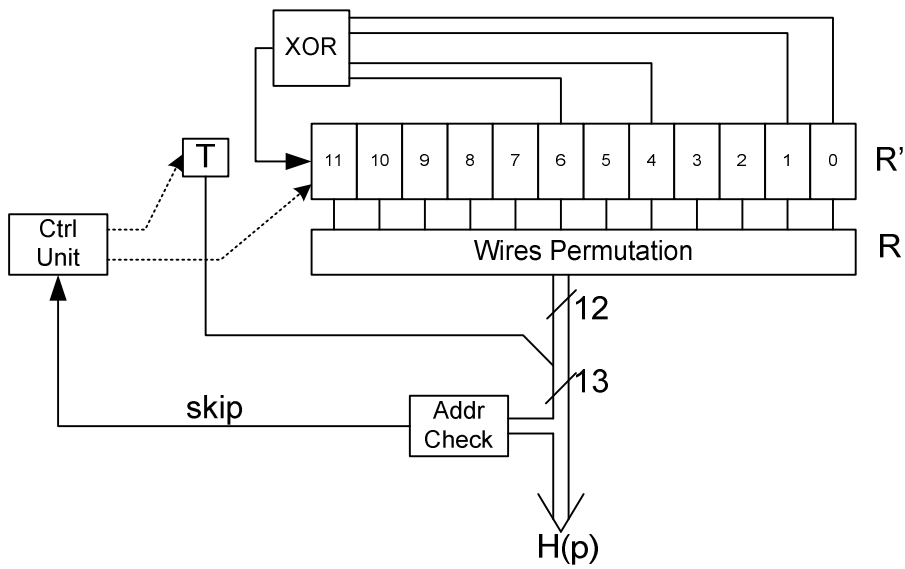 XOR
T
11 10 9 8 7 6 5 4 3 2 1 0
R'
Ctrl
Unit
Wires Permutation
R
12
13
skip
Addr
Check
H(p)